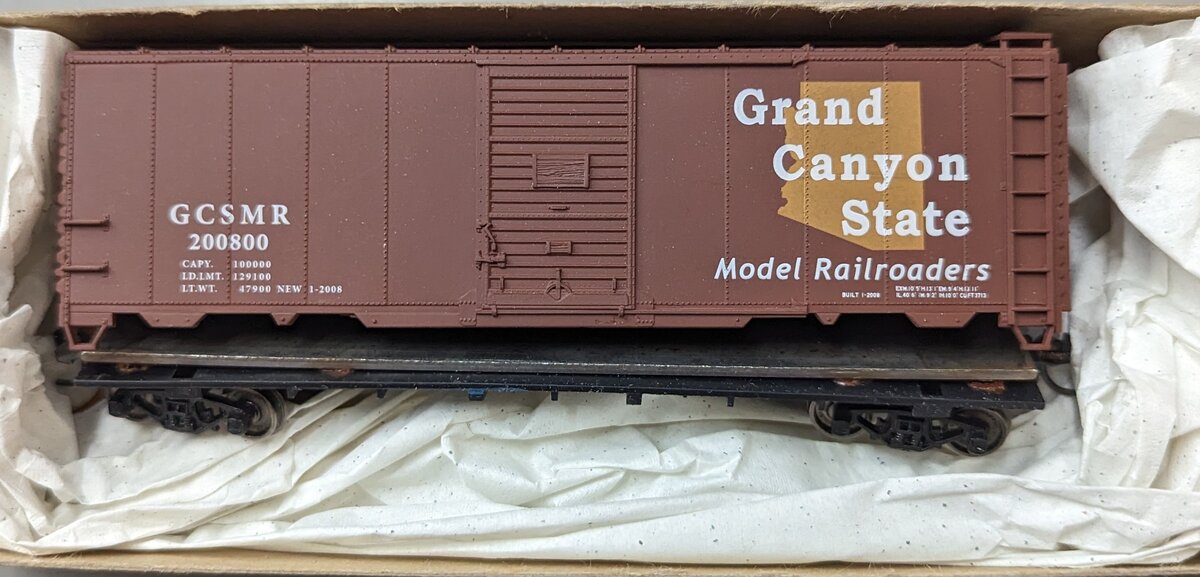 GCSMR
200800
CAPY. 100000
LD.LMT. 129100
LT.WT. 47900 NEW 1-2008
Grand
Canyon
State
Model Railroaders
BUILT 1-2008